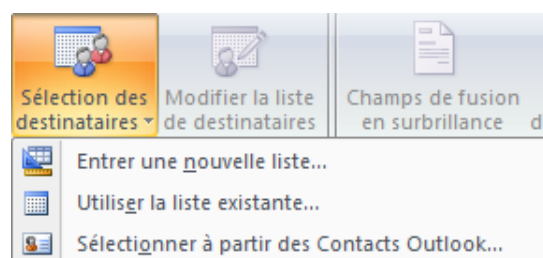 Sélection des
destinataires
Modifier la liste
de destinataires
Champs de fusion
en surbrillance
d
Entrer une nouvelle liste...
Utiliser la liste existante...
Sélectionner à partir des Contacts Outlook...